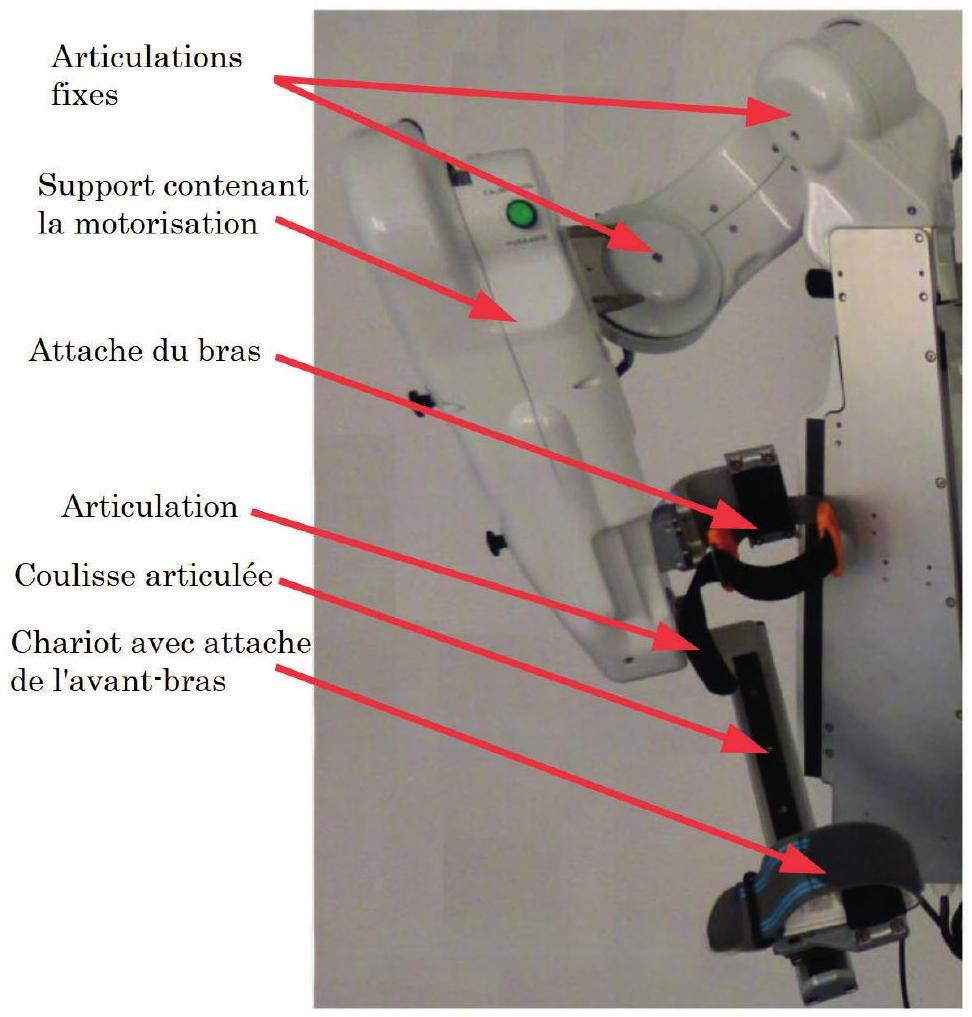 Articulations
fixes
Support contenant
la motorisation
Attache du bras
Articulation
Coulisse articulée
Chariot avec attache
de l'avant-bras